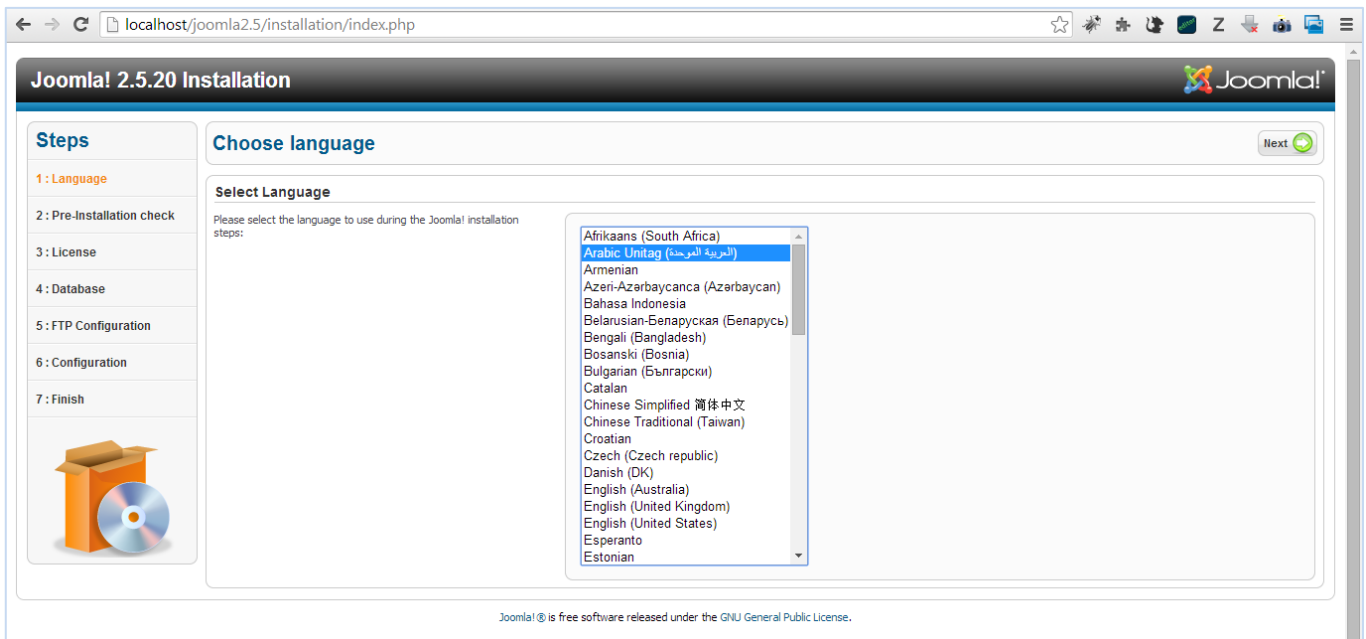 localhost/joomla2.5/installation/index.php
Joomla! 2.5.20 Installation
Joomla!
Steps
1 : Language
2 : Pre-Installation check
3 : License
4 : Database
5 : FTP Configuration
6 : Configuration
7 : Finish
Choose language
Next
Select Language
Please select the language to use during the Joomla! installation
steps:
Afrikaans (South Africa)
Arabic Unitag (العربية الموحدة)
Armenian
Azeri-Azərbaycanca (Azərbaycan)
Bahasa Indonesia
Belarusian-Беларуская (Беларусь)
Bengali (Bangladesh)
Bosanski (Bosnia)
Bulgarian (Български)
Catalan
Chinese Simplified 简体中文
Chinese Traditional (Taiwan)
Croatian
Czech (Czech republic)
Danish (DK)
English (Australia)
English (United Kingdom)
English (United States)
Esperanto
Estonian
Joomla! ® is free software released under the GNU General Public License.